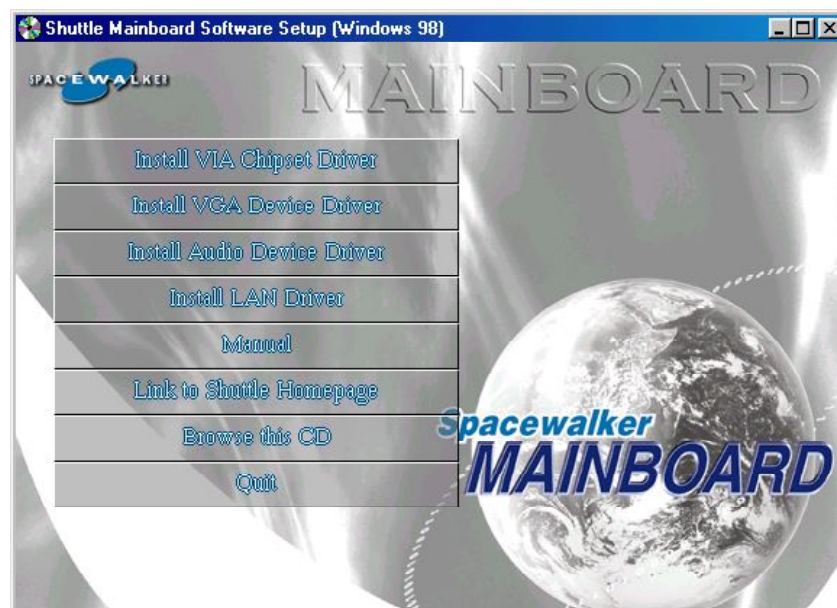 Shuttle Mainboard Software Setup (Windows 98)
SPACEWALKER
MAINBOARD
Install VIA Chipset Driver
Install VGA Device Driver
Install Audio Device Driver
Install LAN Driver
Manual
Link to Shuttle Homepage
Browse this CD
Quit
Spacewalker
MAINBOARD